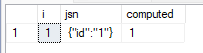 i jsn computed
1 1 {"id":"1"} 1